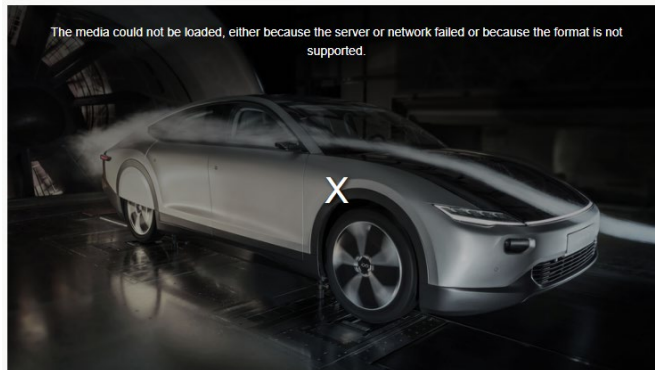 The media could not be loaded, either because the server or network failed or because the format is not
supported.
X